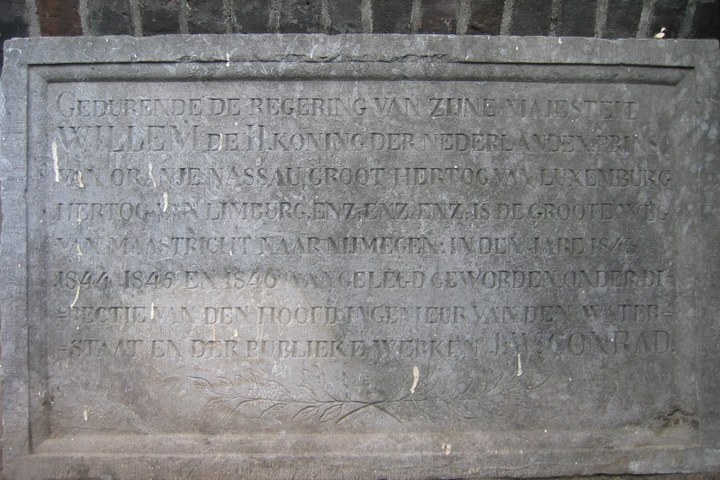 GEDURENDE DE REGERING VAN ZIJNE MAJESTEIT
WILLEM DE II. KONING DER NEDERLANDEN PRINS
VAN ORANJE NASSAU, GROOT HERTOG VAN LUXENBURG
HERTOG VAN LIMBURG, ENZ, ENZ, ENZ, IS DE GROOTE WEG
VAN MAASTRICHT NAAR NIJMEGEN: IN DEN JARE 1843
1844 1845 EN 1846 AANGELEGD GEWORDEN, ONDER DI-
-RECTIE VAN DEN HOOFD, INGENIEUR VAN DEN WATER-
-STAAT EN DER PUBLIEKE WERKEN J.W. CONRAD.